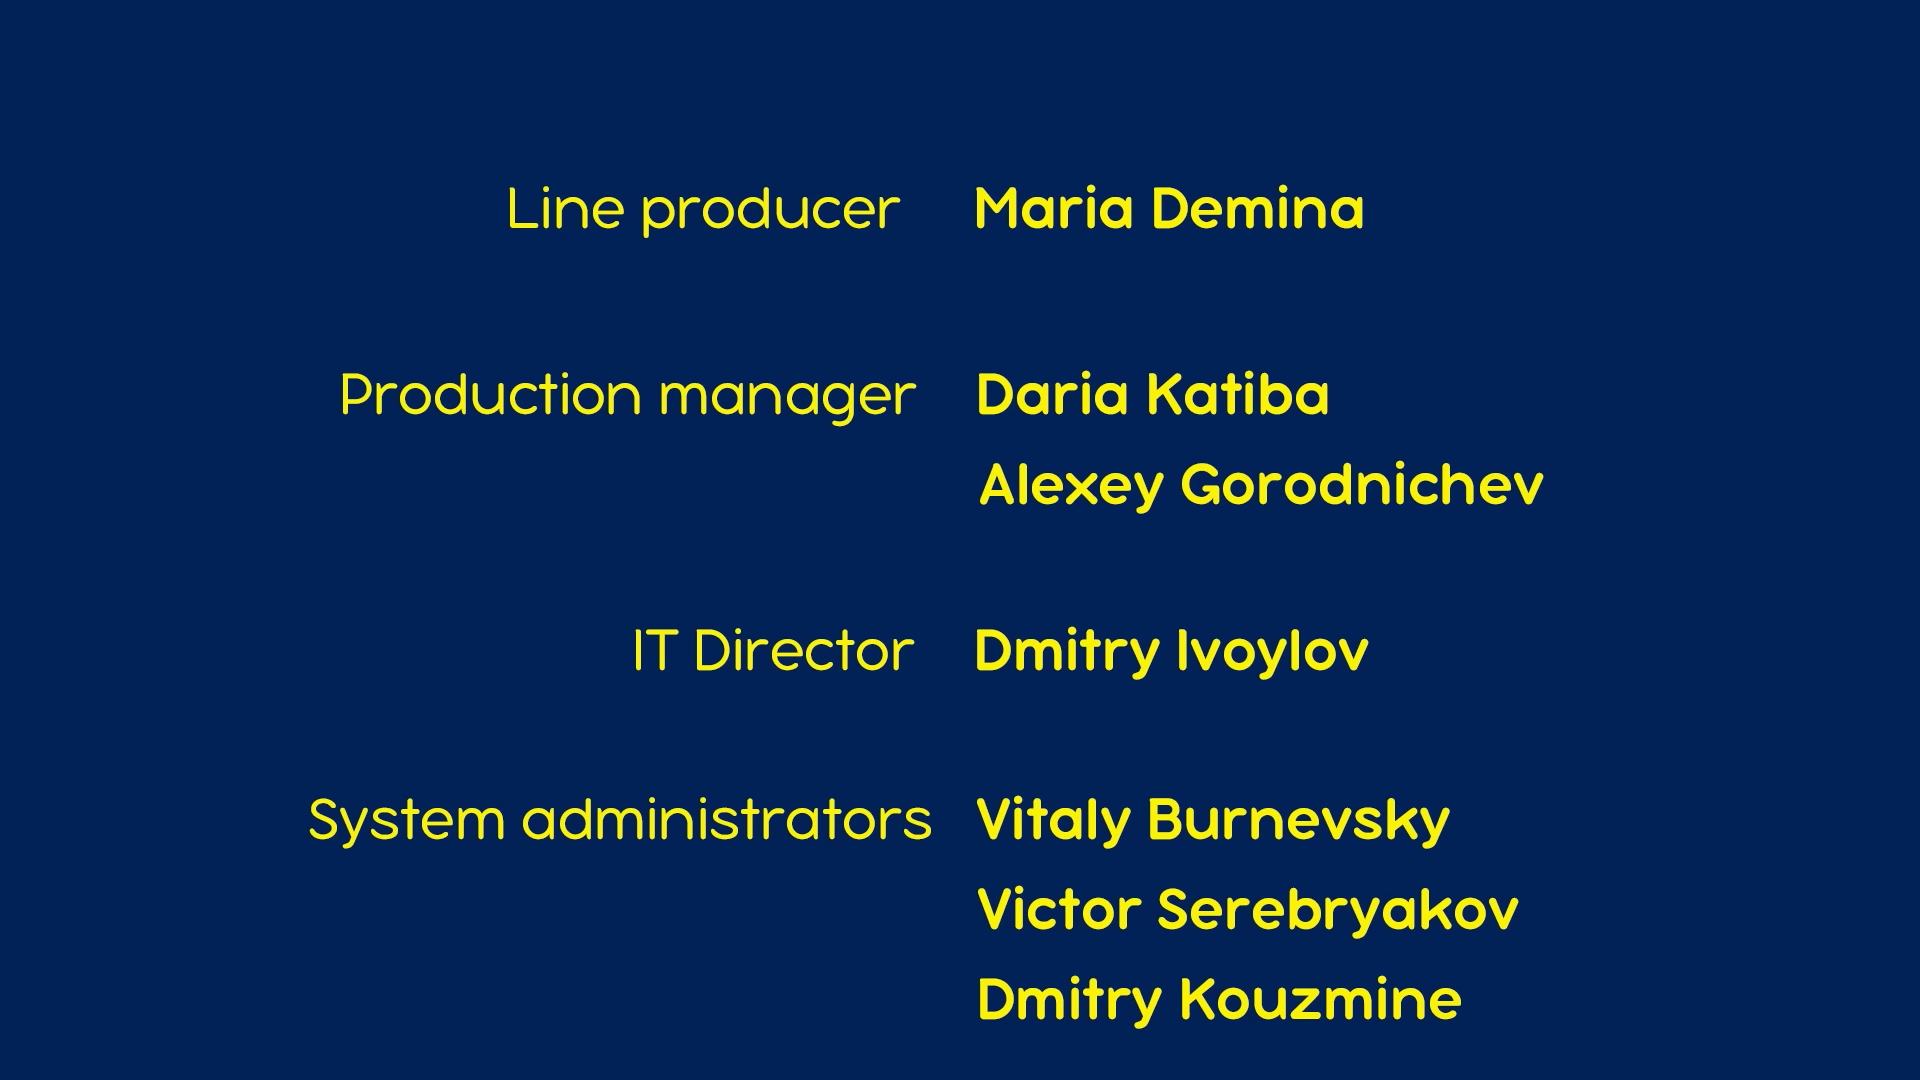 Line producer Maria Demina
Production manager Daria Katiba
Alexey Gorodnichev
IT Director Dmitry Ivoylov
System administrators Vitaly Burnevsky
Victor Serebryakov
Dmitry Kouzmine